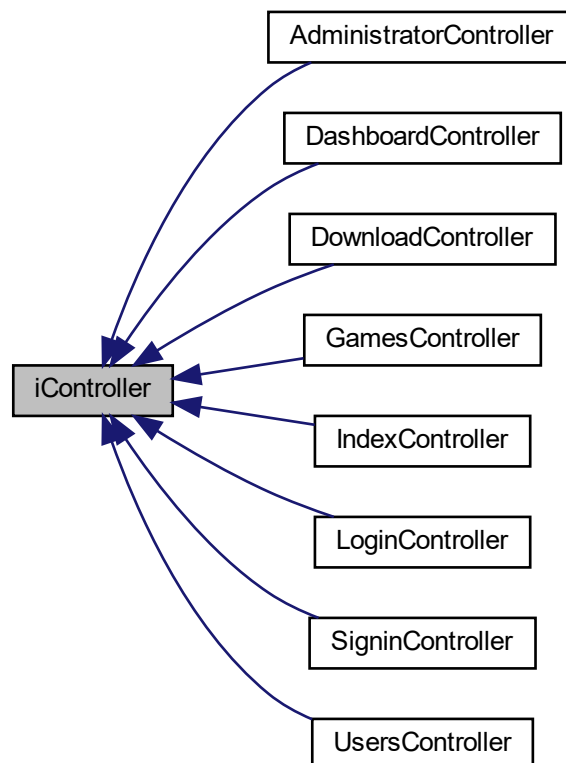 AdministratorController
DashboardController
DownloadController
GamesController
iController
IndexController
LoginController
SigninController
UsersController